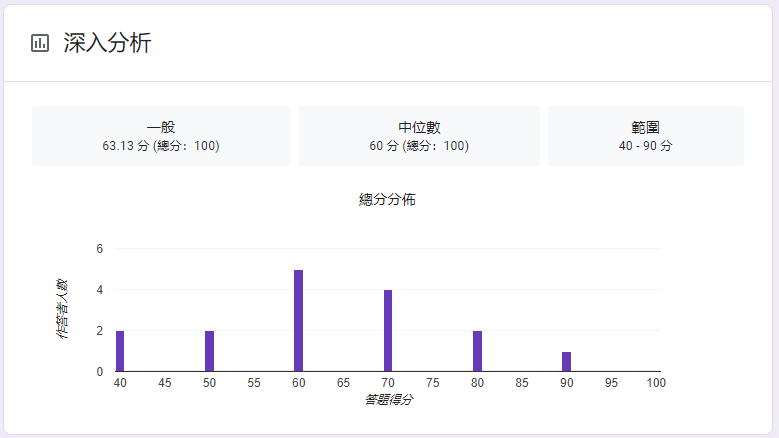 深入分析
一般
63.13 分 (總分：100)
中位數
60 分 (總分：100)
範圍
40 - 90 分
總分分佈
作答者人數
6
4
2
0
40 45 50 55 60 65 70 75 80 85 90 95 100
答題得分